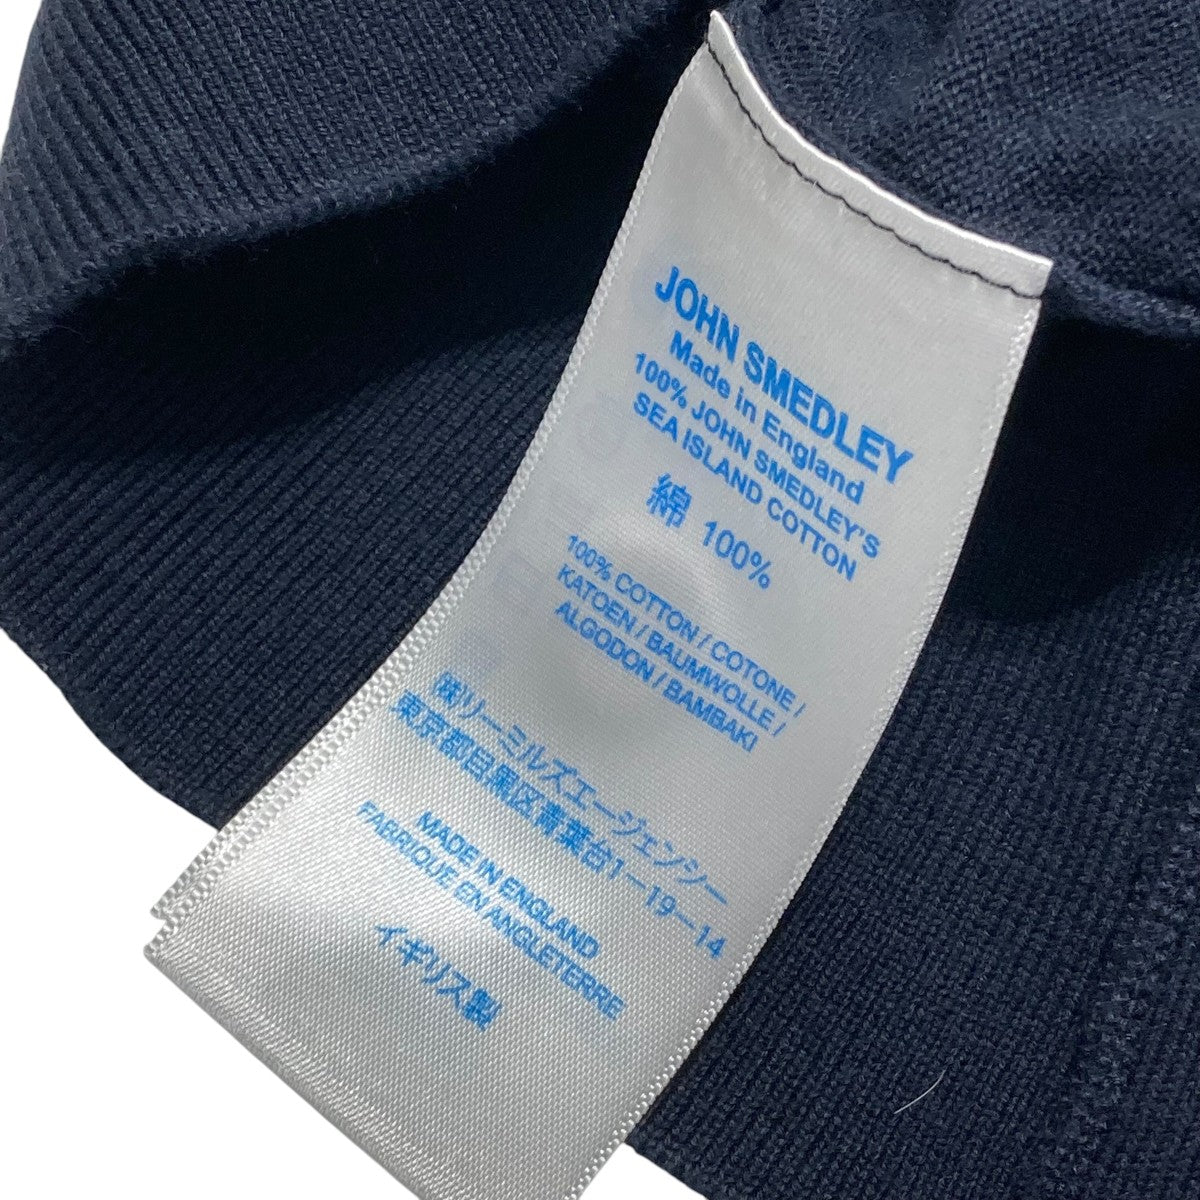 JOHN SMEDLEY
Made in England
100% JOHN SMEDLEY'S
SEA ISLAND COTTON
綿 100%
100% COTTON / COTONE /
KATOEN / BAUMWOLLE /
ALGODON / BAMBAKI
㈱リーミルズエージェンシー
東京都目黒区青葉台1-19-14
MADE IN ENGLAND
FABRIQUE EN ANGLETERRE
イギリス製